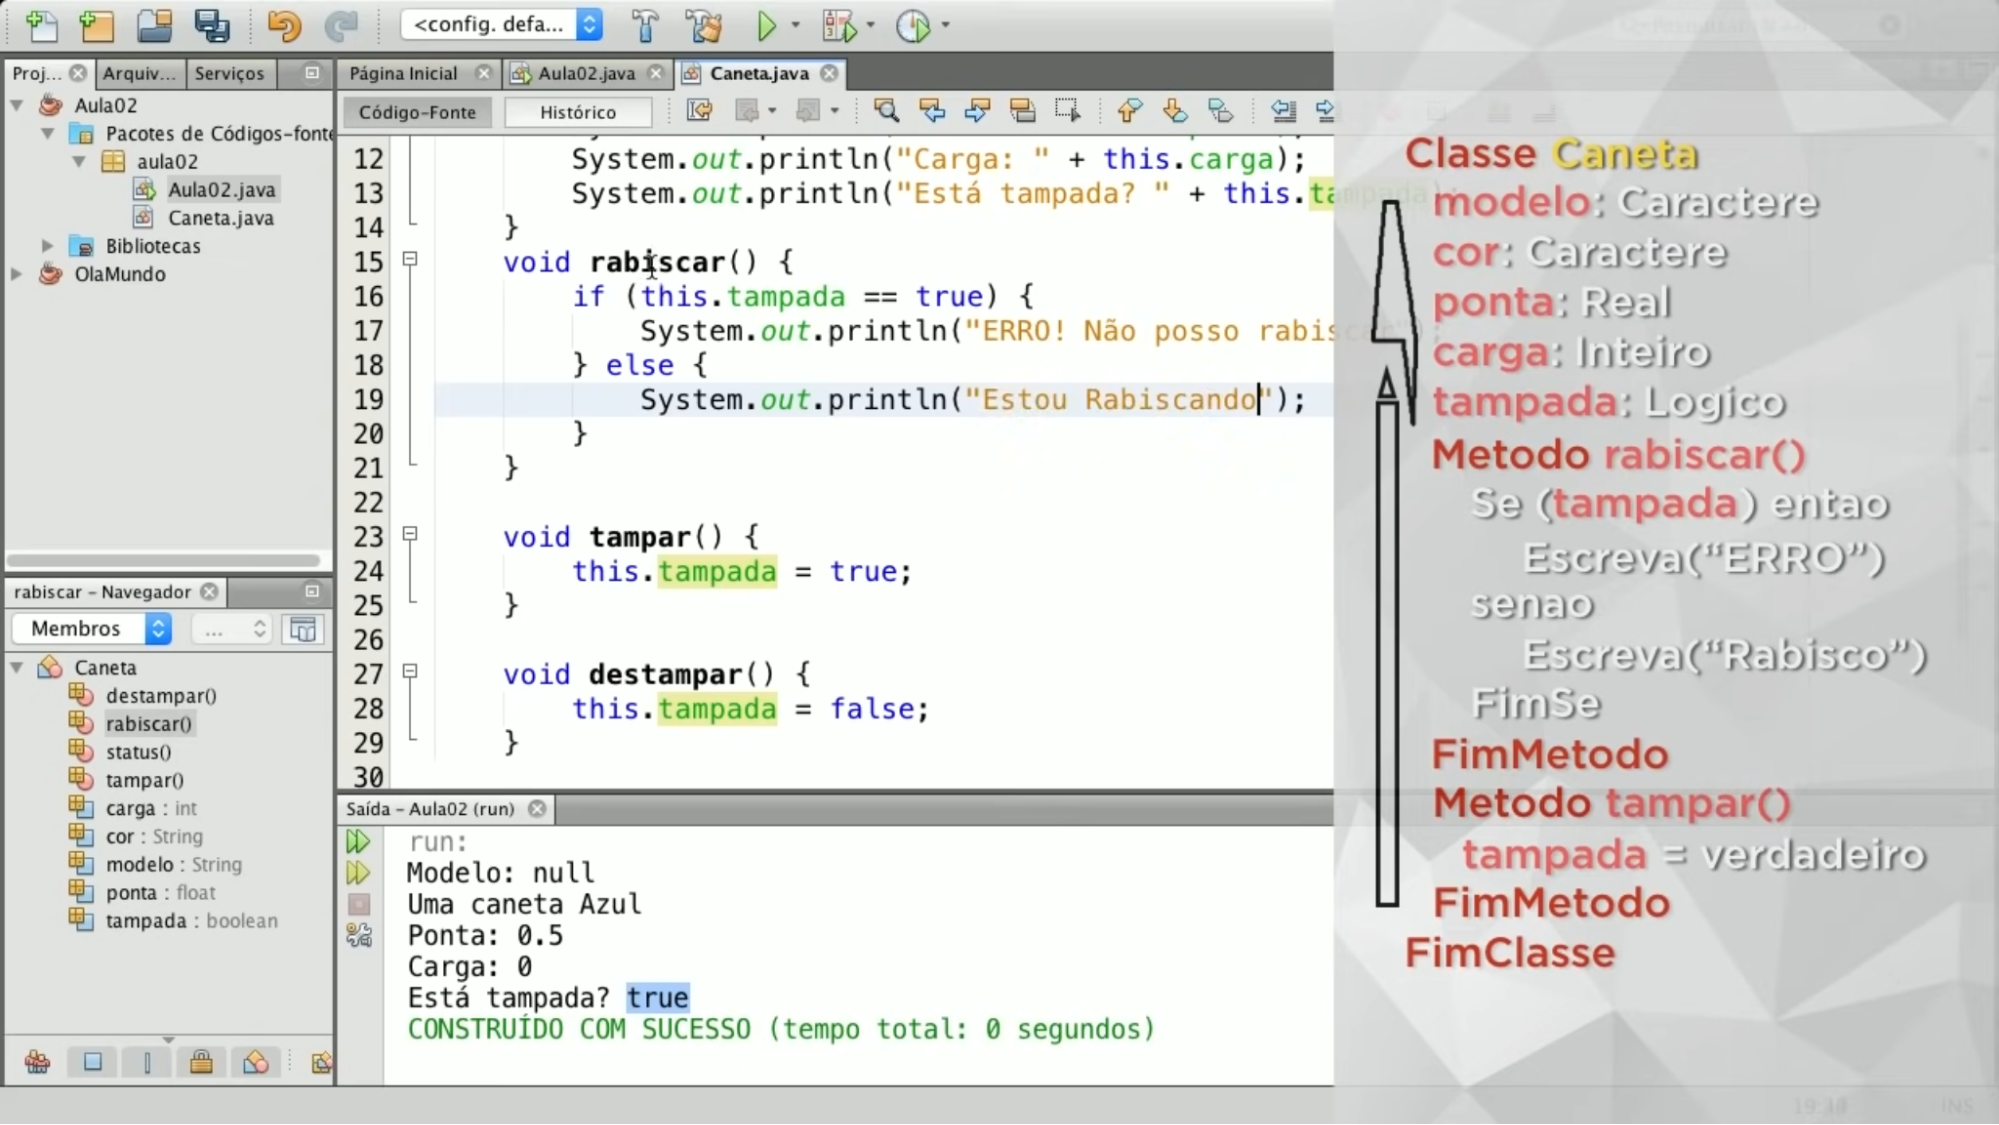 <config. defa...
Proj...
Arquiv...
Serviços
Página Inicial
Aula02.java
Caneta.java
Código-Fonte
Histórico
Aula02
Pacotes de Códigos-fonte
aula02
Aula02.java
Caneta.java
Bibliotecas
OlaMundo
12 System.out.println("Carga: " + this.carga);
13 System.out.println("Está tampada? " + this.tampada);
14 }
15 void rabiscar() {
16 if (this.tampada == true) {
17 System.out.println("ERRO! Não posso rabiscar");
18 } else {
19 System.out.println("Estou Rabiscando");
20 }
21 }
22
23 void tampar() {
24 this.tampada = true;
25 }
26
27 void destampar() {
28 this.tampada = false;
29 }
30
rabiscar – Navegador
Membros
...
Caneta
destampar()
rabiscar()
status()
tampar()
carga : int
cor : String
modelo : String
ponta : float
tampada : boolean
Saída – Aula02 (run)
run:
Modelo: null
Uma caneta Azul
Ponta: 0.5
Carga: 0
Está tampada? true
CONSTRUÍDO COM SUCESSO (tempo total: 0 segundos)
Classe Caneta
modelo: Caractere
cor: Caractere
ponta: Real
carga: Inteiro
tampada: Logico
Metodo rabiscar()
Se (tampada) entao
Escreva(“ERRO”)
senao
Escreva(“Rabisco”)
FimSe
FimMetodo
Metodo tampar()
tampada = verdadeiro
FimMetodo
FimClasse
INS